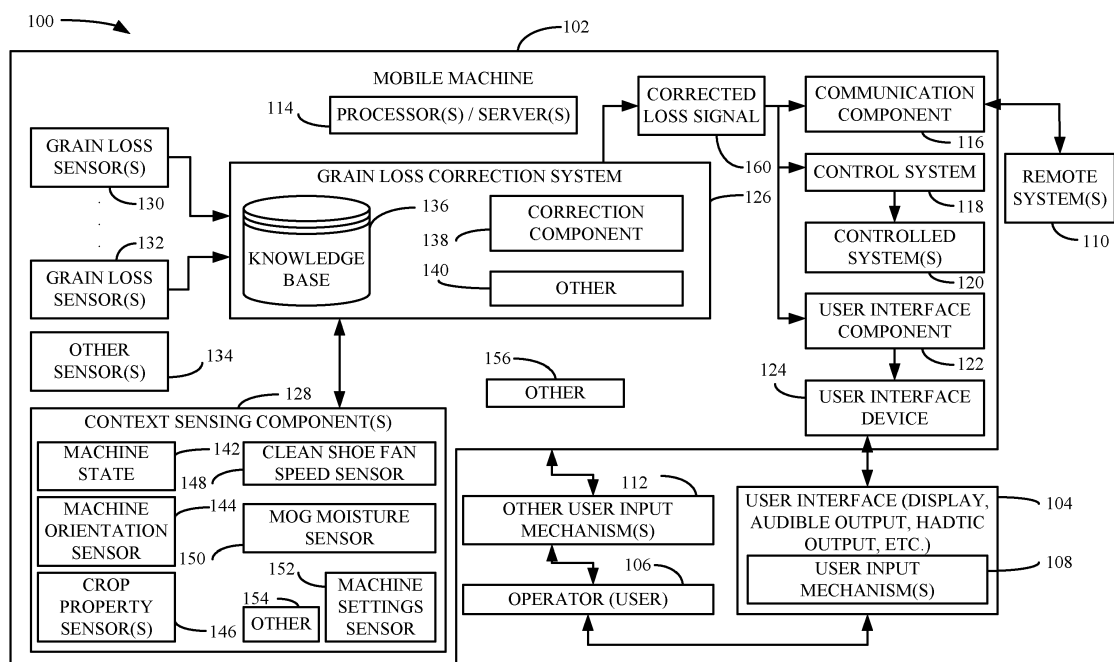 100
102
MOBILE MACHINE
114
PROCESSOR(S) / SERVER(S)
CORRECTED
LOSS SIGNAL
160
COMMUNICATION
COMPONENT
116
GRAIN LOSS
SENSOR(S)
130
GRAIN LOSS CORRECTION SYSTEM
126
136
KNOWLEDGE
BASE
CORRECTION
COMPONENT
138
140
OTHER
CONTROL SYSTEM
118
REMOTE
SYSTEM(S)
110
132
GRAIN LOSS
SENSOR(S)
CONTROLLED
SYSTEM(S)
120
OTHER
SENSOR(S)
134
USER INTERFACE
COMPONENT
122
156
OTHER
124
USER INTERFACE
DEVICE
128
CONTEXT SENSING COMPONENT(S)
MACHINE
STATE
142
148
CLEAN SHOE FAN
SPEED SENSOR
MACHINE
ORIENTATION
SENSOR
144
150
MOG MOISTURE
SENSOR
CROP
PROPERTY
SENSOR(S)
146
154
OTHER
152
MACHINE
SETTINGS
SENSOR
112
OTHER USER INPUT
MECHANISM(S)
106
OPERATOR (USER)
USER INTERFACE (DISPLAY,
AUDIBLE OUTPUT, HADTIC
OUTPUT, ETC.)
104
USER INPUT
MECHANISM(S)
108